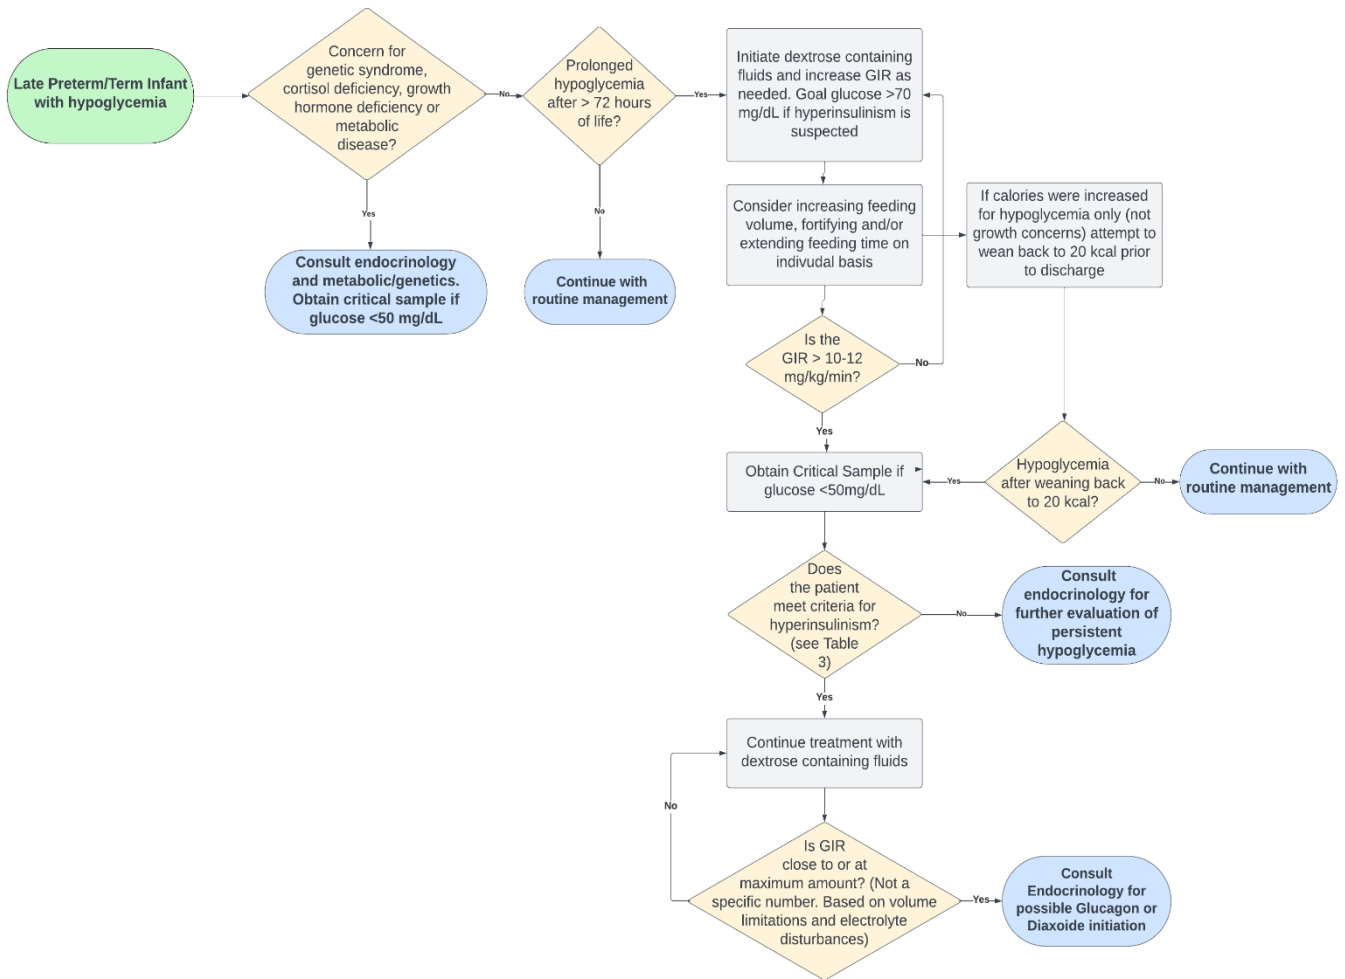 Late Preterm/Term Infant
with hypoglycemia
Concern for
genetic syndrome,
cortisol deficiency, growth
hormone deficiency or
metabolic
disease?
No
Prolonged
hypoglycemia
after > 72 hours
of life?
Yes
Initiate dextrose containing
fluids and increase GIR as
needed. Goal glucose >70
mg/dL if hyperinsulinism is
suspected
Yes
No
Consult endocrinology
and metabolic/genetics.
Obtain critical sample if
glucose <50 mg/dL
Continue with
routine management
Consider increasing feeding
volume, fortifying and/or
extending feeding time on
indivudal basis
If calories were increased
for hypoglycemia only (not
growth concerns) attempt to
wean back to 20 kcal prior
to discharge
Is the
GIR > 10-12
mg/kg/min?
No
Yes
Obtain Critical Sample if
glucose <50mg/dL
Yes
Hypoglycemia
after weaning back
to 20 kcal?
No
Continue with
routine management
Does
the patient
meet criteria for
hyperinsulinism?
(see Table
3)
No
Consult
endocrinology for
further evaluation of
persistent
hypoglycemia
Yes
Continue treatment with
dextrose containing fluids
No
Is GIR
close to or at
maximum amount? (Not a
specific number. Based on volume
limitations and electrolyte
disturbances)
Yes
Consult
Endocrinology for
possible Glucagon or
Diaxoide initiation